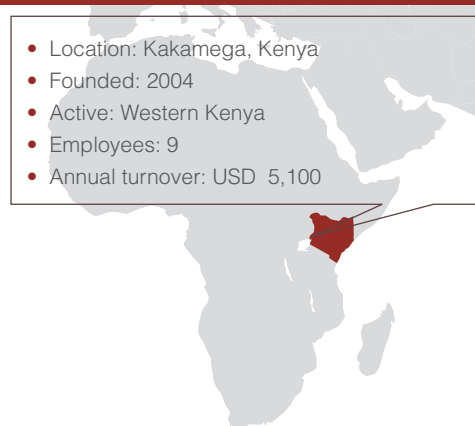 • Location: Kakamega, Kenya
• Founded: 2004
• Active: Western Kenya
• Employees: 9
• Annual turnover: USD  5,100